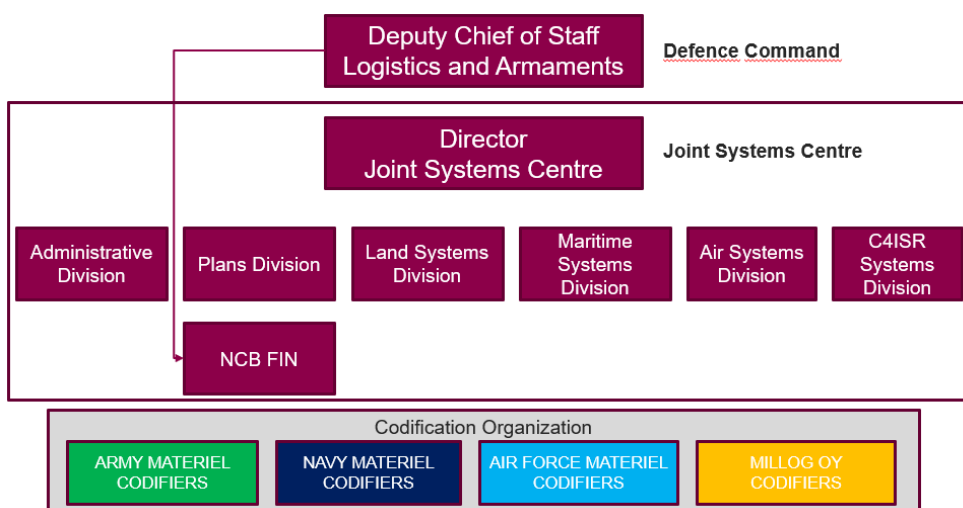 Deputy Chief of Staff
Logistics and Armaments
Defence Command
Director
Joint Systems Centre
Joint Systems Centre
Administrative
Division
Plans Division
Land Systems
Division
Maritime
Systems
Division
Air Systems
Division
C4ISR
Systems
Division
NCB FIN
Codification Organization
ARMY MATERIEL
CODIFIERS
NAVY MATERIEL
CODIFIERS
AIR FORCE MATERIEL
CODIFIERS
MILLOG OY
CODIFIERS